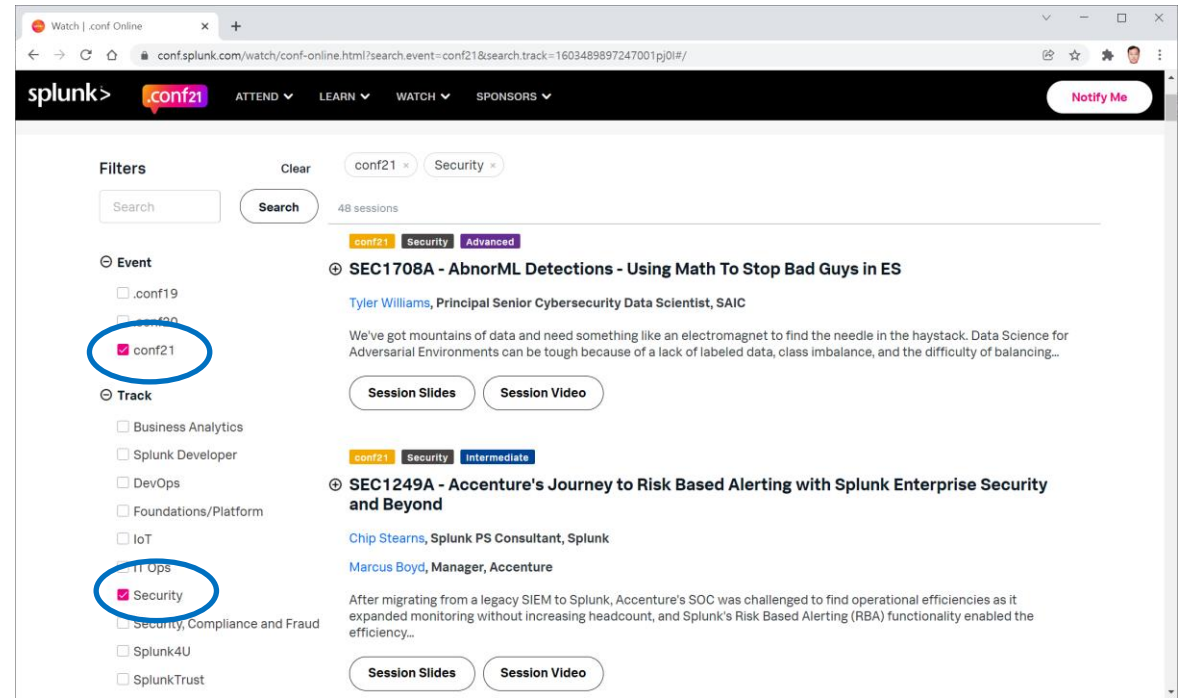 Watch | .conf Online
conf.splunk.com/watch/conf-online.html?search.event=conf21&search.track=1603489897247001pj0I#/
splunk> .conf21 ATTEND LEARN WATCH SPONSORS Notify Me
Filters Clear
Search Search
Event
.conf19
.conf20
conf21
Track
Business Analytics
Splunk Developer
DevOps
Foundations/Platform
IoT
IT Ops
Security
Security, Compliance and Fraud
Splunk4U
SplunkTrust
conf21 × Security ×
48 sessions
conf21 Security Advanced
SEC1708A - AbnorML Detections - Using Math To Stop Bad Guys in ES
Tyler Williams, Principal Senior Cybersecurity Data Scientist, SAIC
We've got mountains of data and need something like an electromagnet to find the needle in the haystack. Data Science for
Adversarial Environments can be tough because of a lack of labeled data, class imbalance, and the difficulty of balancing...
Session Slides Session Video
conf21 Security Intermediate
SEC1249A - Accenture's Journey to Risk Based Alerting with Splunk Enterprise Security
and Beyond
Chip Stearns, Splunk PS Consultant, Splunk
Marcus Boyd, Manager, Accenture
After migrating from a legacy SIEM to Splunk, Accenture's SOC was challenged to find operational efficiencies as it
expanded monitoring without increasing headcount, and Splunk's Risk Based Alerting (RBA) functionality enabled the
efficiency...
Session Slides Session Video